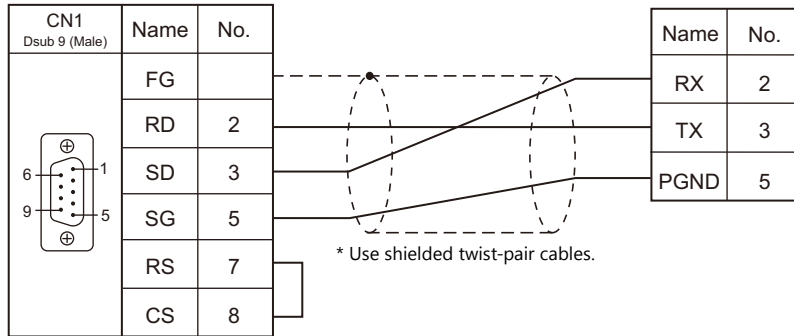 CN1
Dsub 9 (Male)
Name No.
FG
RD 2
SD 3
SG 5
RS 7
CS 8
6
1
9
5
Name No.
RX 2
TX 3
PGND 5
* Use shielded twist-pair cables.